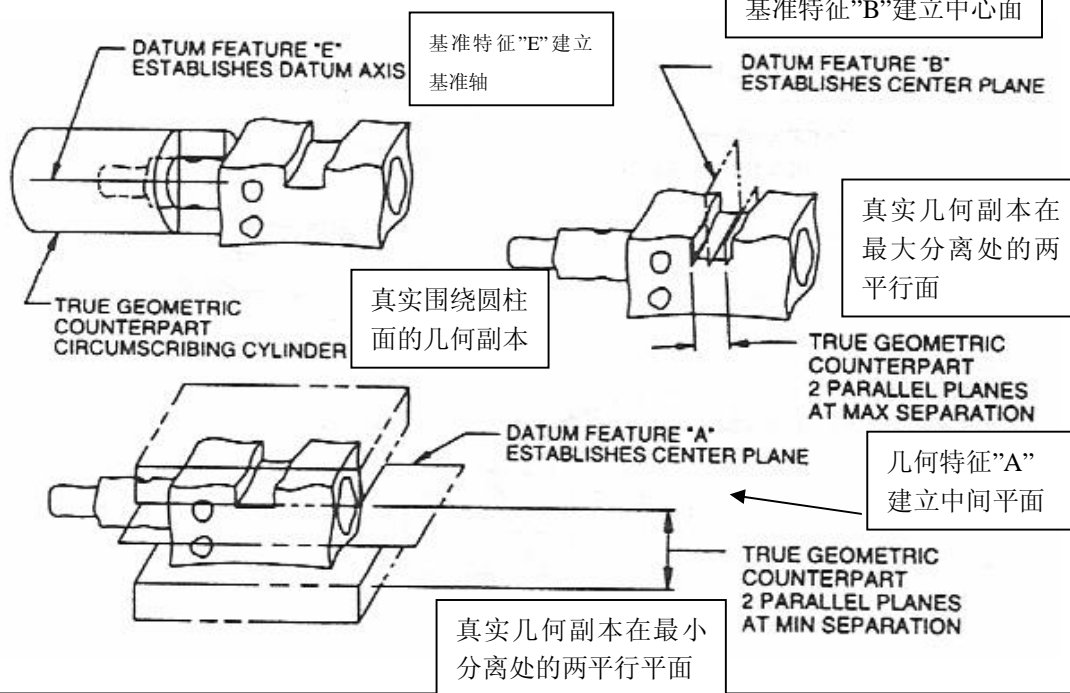 基准特征”B”建立中心面
DATUM FEATURE "E"
ESTABLISHES DATUM AXIS
基准特征”E”建立
基准轴
DATUM FEATURE "B"
ESTABLISHES CENTER PLANE
真实几何副本在
最大分离处的两
平行面
TRUE GEOMETRIC
COUNTERPART
CIRCUMSCRIBING CYLINDER
真实围绕圆柱
面的几何副本
TRUE GEOMETRIC
COUNTERPART
2 PARALLEL PLANES
AT MAX SEPARATION
DATUM FEATURE "A"
ESTABLISHES CENTER PLANE
几何特征”A”
建立中间平面
TRUE GEOMETRIC
COUNTERPART
2 PARALLEL PLANES
AT MIN SEPARATION
真实几何副本在最小
分离处的两平行平面